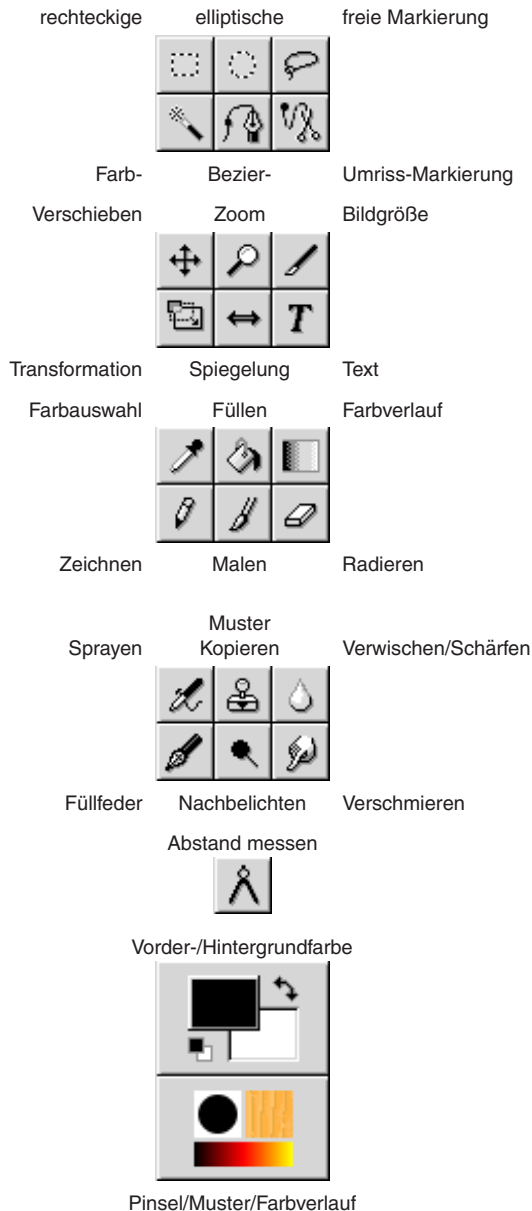 rechteckige elliptische freie Markierung
Farb- Bezier- Umriss-Markierung
Verschieben Zoom Bildgröße
T
Transformation Spiegelung Text
Farbauswahl Füllen Farbverlauf
Zeichnen Malen Radieren
Muster
Sprayen Kopieren Verwischen/Schärfen
Füllfeder Nachbelichten Verschmieren
Abstand messen
Vorder-/Hintergrundfarbe
Pinsel/Muster/Farbverlauf